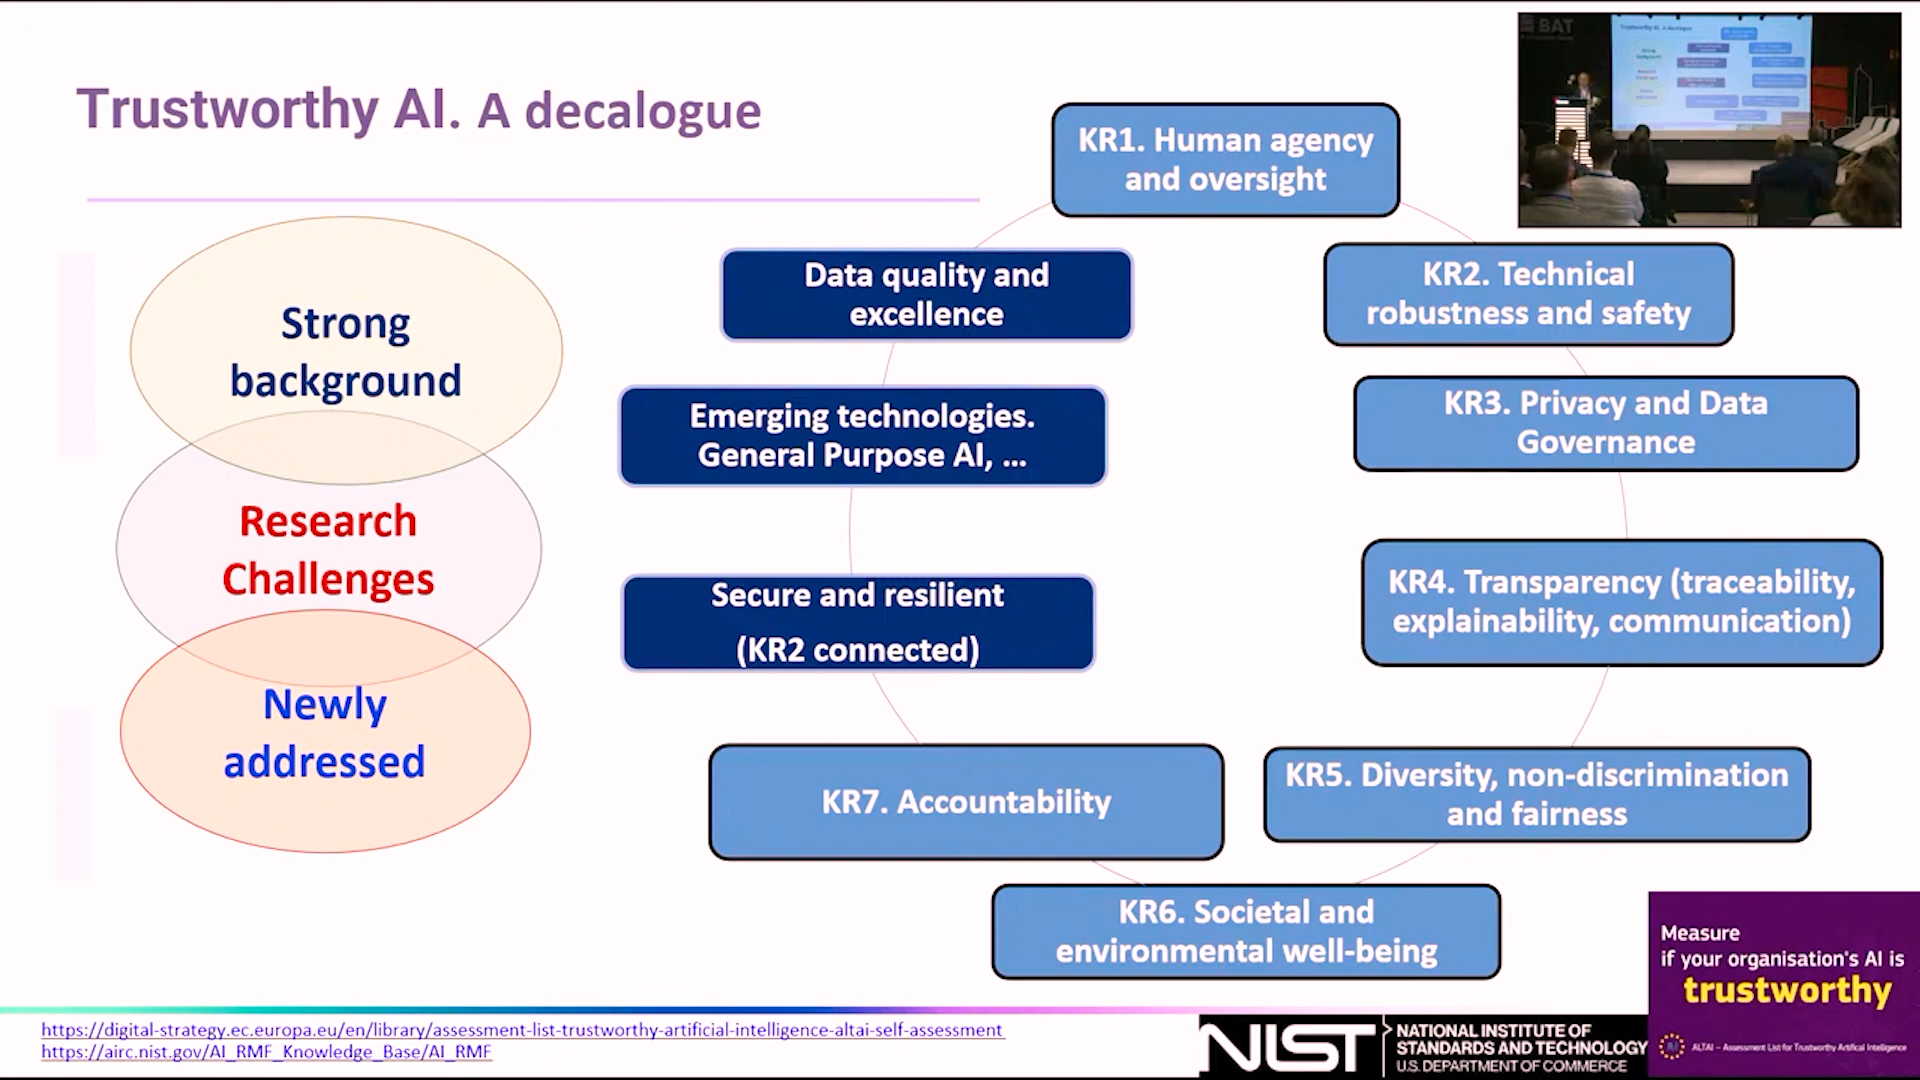 Trustworthy AI. A decalogue
BAT
KR1. Human agency
and oversight
Data quality and
excellence
KR2. Technical
robustness and safety
Strong
background
Emerging technologies.
General Purpose AI, ...
KR3. Privacy and Data
Governance
Research
Challenges
Secure and resilient
(KR2 connected)
KR4. Transparency (traceability,
explainability, communication)
Newly
addressed
KR7. Accountability
KR5. Diversity, non-discrimination
and fairness
KR6. Societal and
environmental well-being
Measure
if your organisation's AI is
trustworthy
ALTAI – Assessment List for Trustworthy Artifical Intelligence
https://digital-strategy.ec.europa.eu/en/library/assessment-list-trustworthy-artificial-intelligence-altai-self-assessment
https://airc.nist.gov/AI_RMF_Knowledge_Base/AI_RMF
NIST
NATIONAL INSTITUTE OF
STANDARDS AND TECHNOLOGY
U.S. DEPARTMENT OF COMMERCE